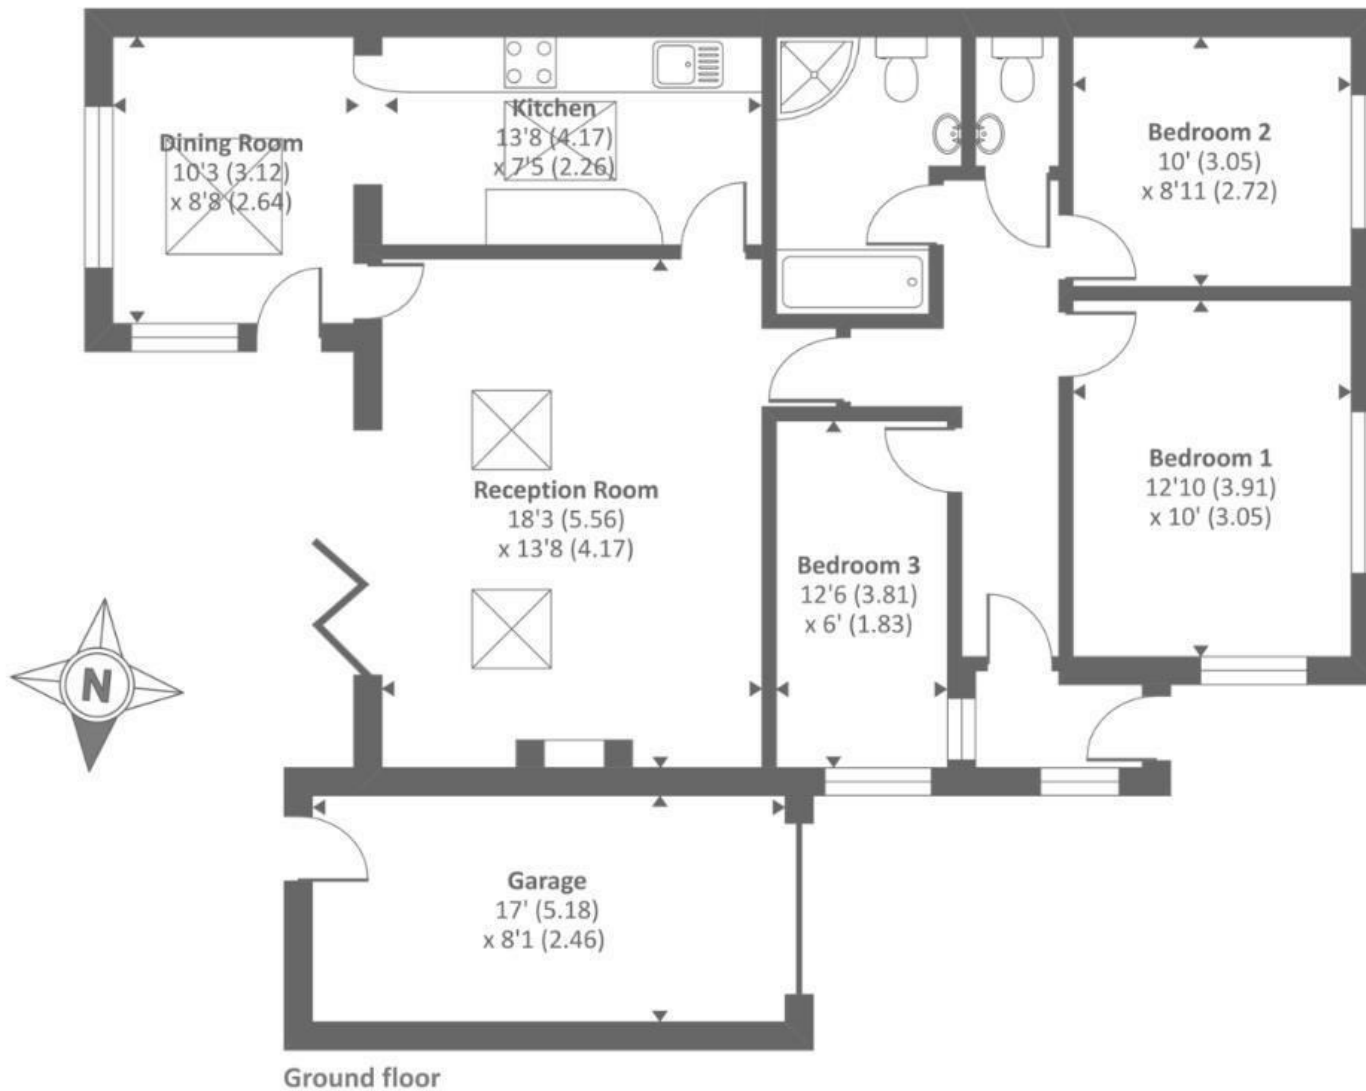 Dining Room
10'3 (3.12)
x 8'8 (2.64)
Kitchen
13'8 (4.17)
x 7'5 (2.26)
Bedroom 2
10' (3.05)
x 8'11 (2.72)
Reception Room
18'3 (5.56)
x 13'8 (4.17)
Bedroom 1
12'10 (3.91)
x 10' (3.05)
Bedroom 3
12'6 (3.81)
x 6' (1.83)
N
Garage
17' (5.18)
x 8'1 (2.46)
Ground floor